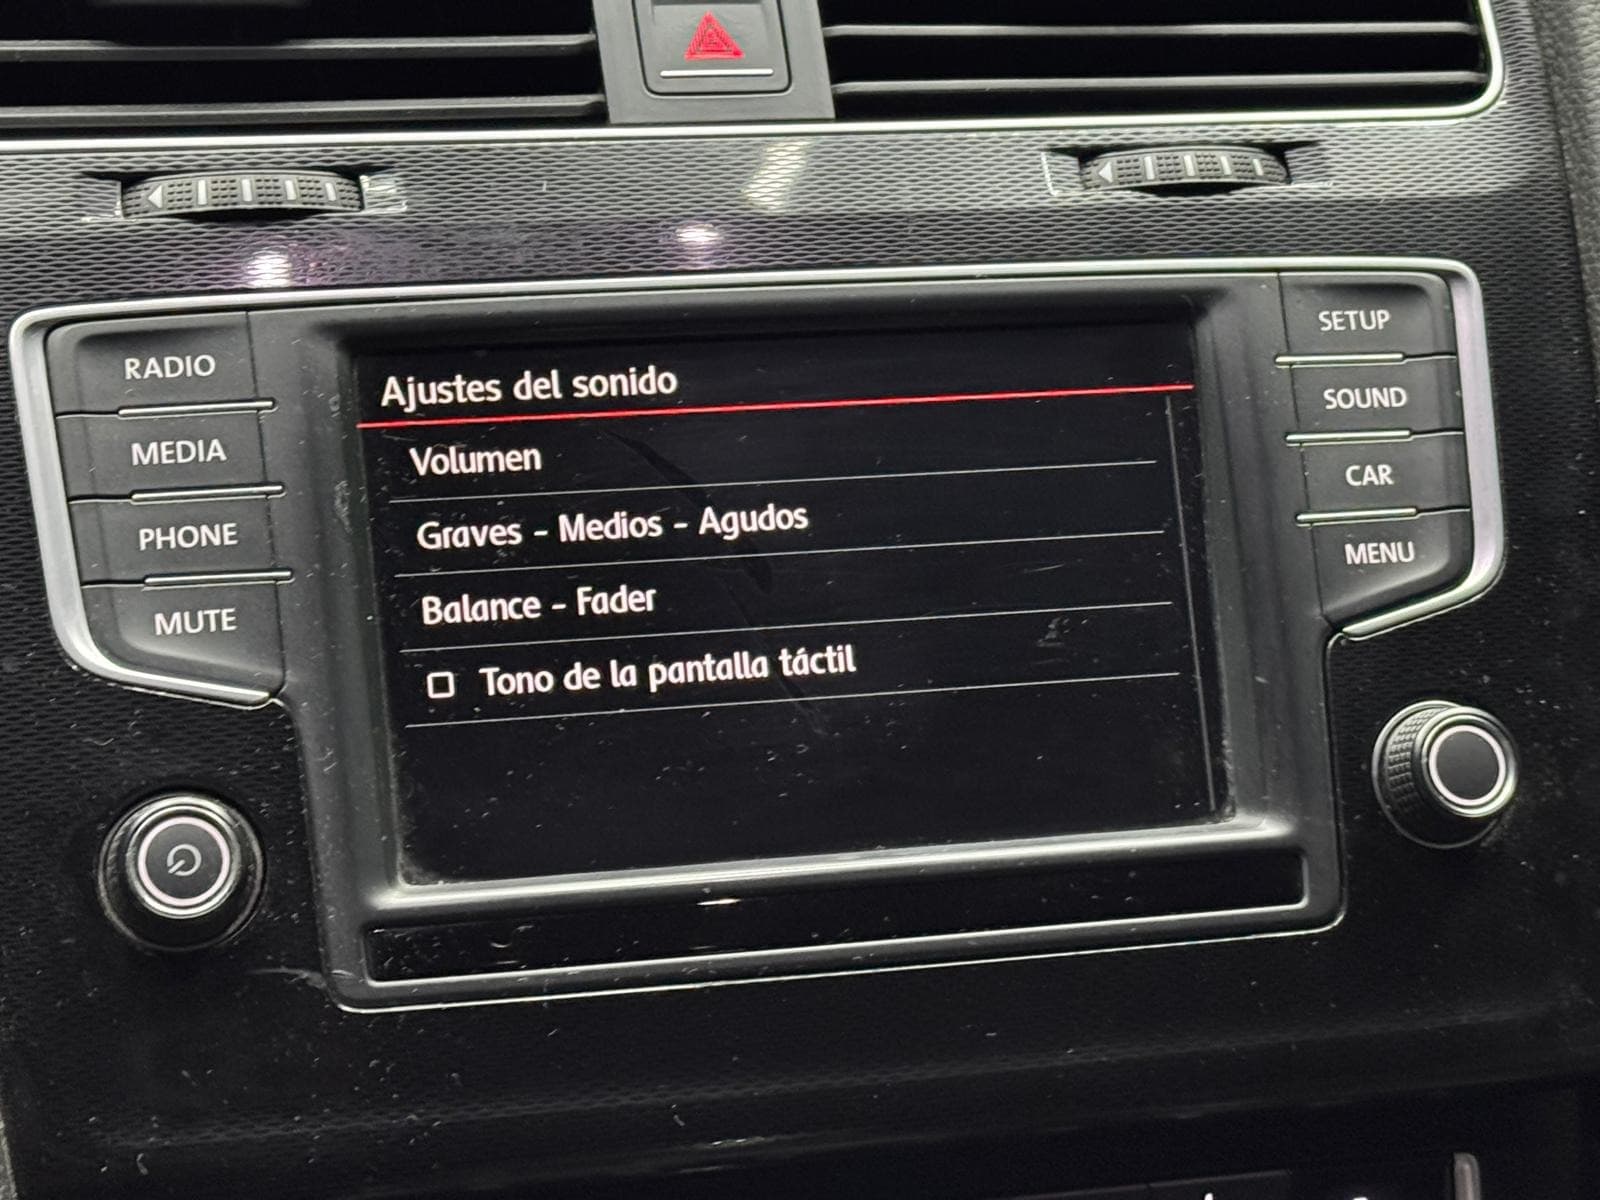 RADIO
MEDIA
PHONE
MUTE
Ajustes del sonido
Volumen
Graves - Medios - Agudos
Balance - Fader
Tono de la pantalla táctil
SETUP
SOUND
CAR
MENU